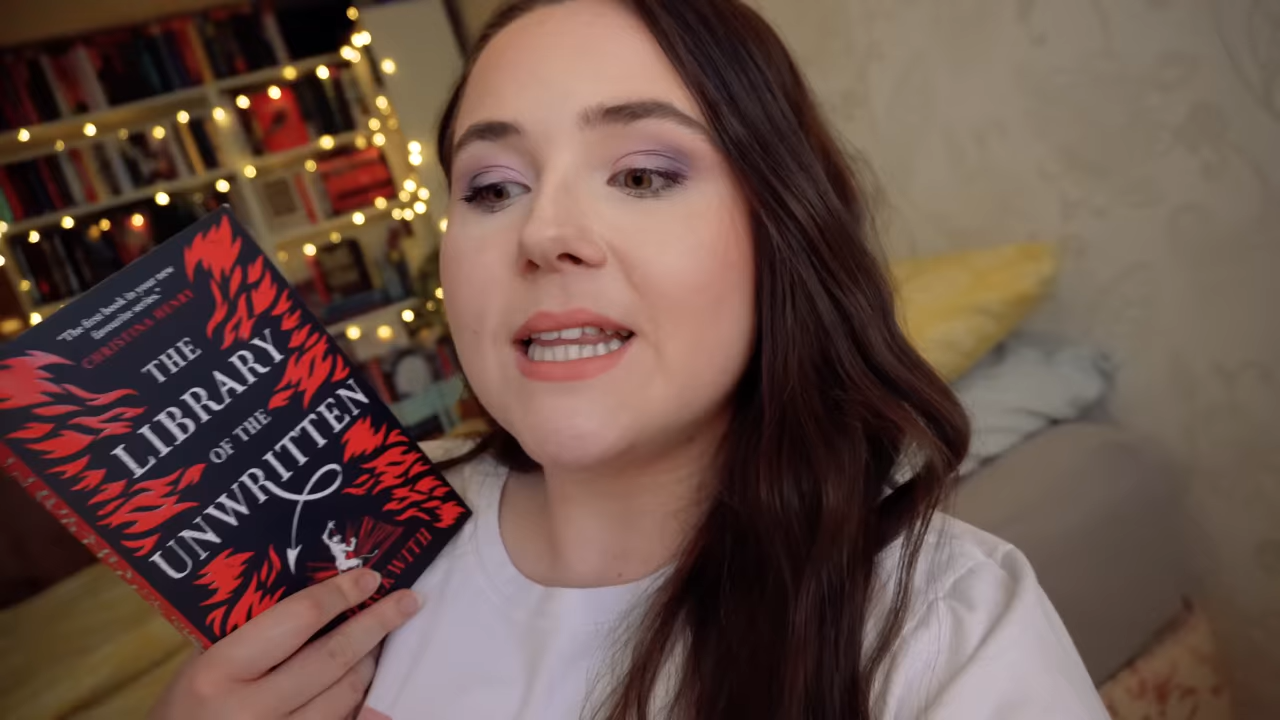 "The first book in your new
favourite series."
CHRISTINA HENRY
THE
LIBRARY
OF THE
UNWRITTEN